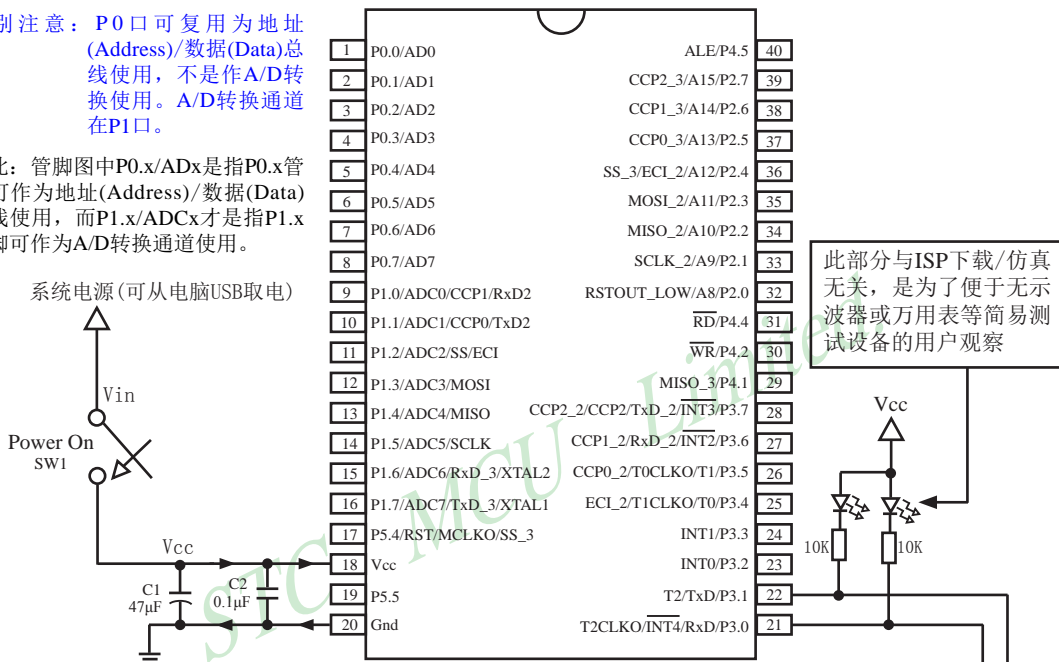 别注意：P0口可复用为地址
(Address)/数据(Data)总
线使用，不是作A/D转
换使用。A/D转换通道
在P1口。
：管脚图中P0.x/ADx是指P0.x管
可作为地址(Address)/数据(Data)
线使用，而P1.x/ADCx才是指P1.x
脚可作为A/D转换通道使用。
系统电源(可从电脑USB取电)
Vin
Power On
SW1
Vcc
C1
47μF
C2
0.1μF
1 P0.0/AD0
2 P0.1/AD1
3 P0.2/AD2
4 P0.3/AD3
5 P0.4/AD4
6 P0.5/AD5
7 P0.6/AD6
8 P0.7/AD7
9 P1.0/ADC0/CCP1/RxD2
10 P1.1/ADC1/CCP0/TxD2
11 P1.2/ADC2/SS/ECI
12 P1.3/ADC3/MOSI
13 P1.4/ADC4/MISO
14 P1.5/ADC5/SCLK
15 P1.6/ADC6/RxD_3/XTAL2
16 P1.7/ADC7/TxD_3/XTAL1
17 P5.4/RST/MCLKO/SS_3
18 Vcc
19 P5.5
20 Gnd
ALE/P4.5 40
CCP2_3/A15/P2.7 39
CCP1_3/A14/P2.6 38
CCP0_3/A13/P2.5 37
SS_3/ECI_2/A12/P2.4 36
MOSI_2/A11/P2.3 35
MISO_2/A10/P2.2 34
SCLK_2/A9/P2.1 33
RSTOUT_LOW/A8/P2.0 32
RD/P4.4 31
WR/P4.2 30
MISO_3/P4.1 29
CCP2_2/CCP2/TxD_2/INT3/P3.7 28
CCP1_2/RxD_2/INT2/P3.6 27
CCP0_2/T0CLKO/T1/P3.5 26
ECI_2/T1CLKO/T0/P3.4 25
INT1/P3.3 24
INT0/P3.2 23
T2/TxD/P3.1 22
T2CLKO/INT4/RxD/P3.0 21
此部分与ISP下载/仿真
无关，是为了便于无示
波器或万用表等简易测
试设备的用户观察
Vcc
10K
10K
STC MCU Limited.